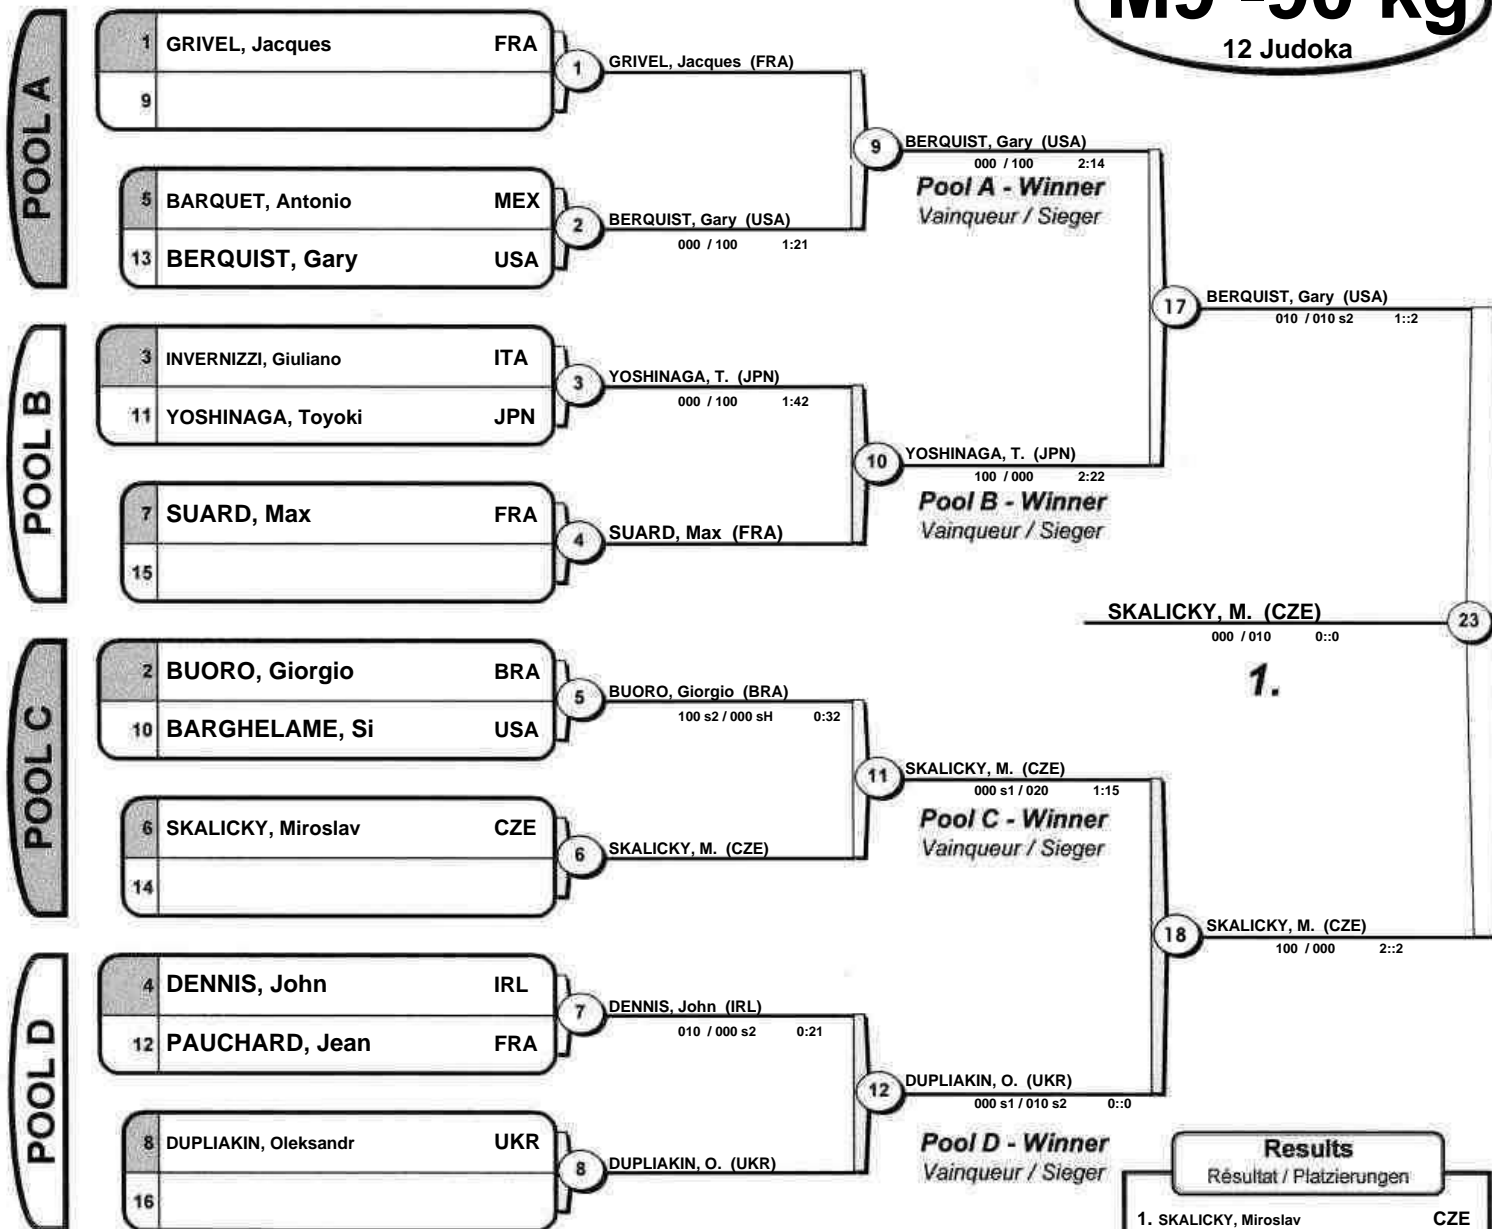 M5 -90 kg
12 Judoka
POOL A
1 GRIVEL, Jacques FRA
9
5 BARQUET, Antonio MEX
13 BERQUIST, Gary USA
POOL B
3 INVERNIZZI, Giuliano ITA
11 YOSHINAGA, Toyoki JPN
7 SUARD, Max FRA
15
POOL C
2 BUORO, Giorgio BRA
10 BARGHELAME, Si USA
6 SKALICKY, Miroslav CZE
14
POOL D
4 DENNIS, John IRL
12 PAUCHARD, Jean FRA
8 DUPLIAKIN, Oleksandr UKR
16
1 GRIVEL, Jacques (FRA)
2 BERQUIST, Gary (USA)
000 / 100 1:21
3 YOSHINAGA, T. (JPN)
000 / 100 1:42
4 SUARD, Max (FRA)
5 BUORO, Giorgio (BRA)
100 s2 / 000 sH 0:32
6 SKALICKY, M. (CZE)
7 DENNIS, John (IRL)
010 / 000 s2 0:21
8 DUPLIAKIN, O. (UKR)
9 BERQUIST, Gary (USA)
000 / 100 2:14
Pool A - Winner
Vainqueur / Sieger
10 YOSHINAGA, T. (JPN)
100 / 000 2:22
Pool B - Winner
Vainqueur / Sieger
11 SKALICKY, M. (CZE)
000 s1 / 020 1:15
Pool C - Winner
Vainqueur / Sieger
12 DUPLIAKIN, O. (UKR)
000 s1 / 010 s2 0::0
Pool D - Winner
Vainqueur / Sieger
17 BERQUIST, Gary (USA)
010 / 010 s2 1::2
18 SKALICKY, M. (CZE)
100 / 000 2::2
SKALICKY, M. (CZE) 23
000 / 010 0::0
1.
Results
Résultat / Platzierungen
1. SKALICKY, Miroslav CZE